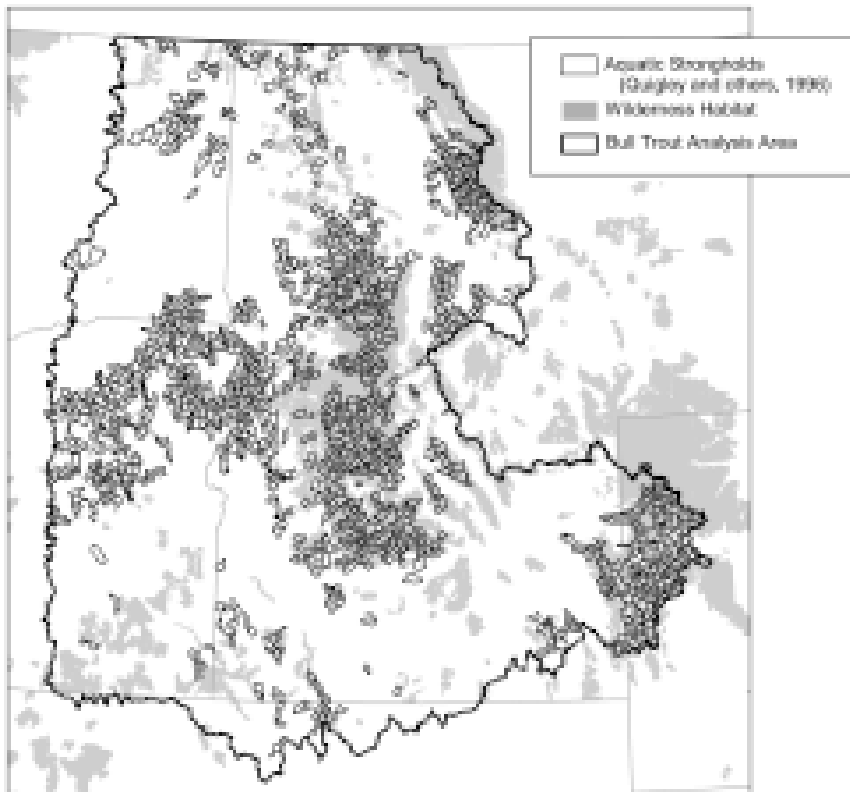 Aquatic Strongholds
(Quigley and others, 1996)
Wilderness Habitat
Bull Trout Analysis Area